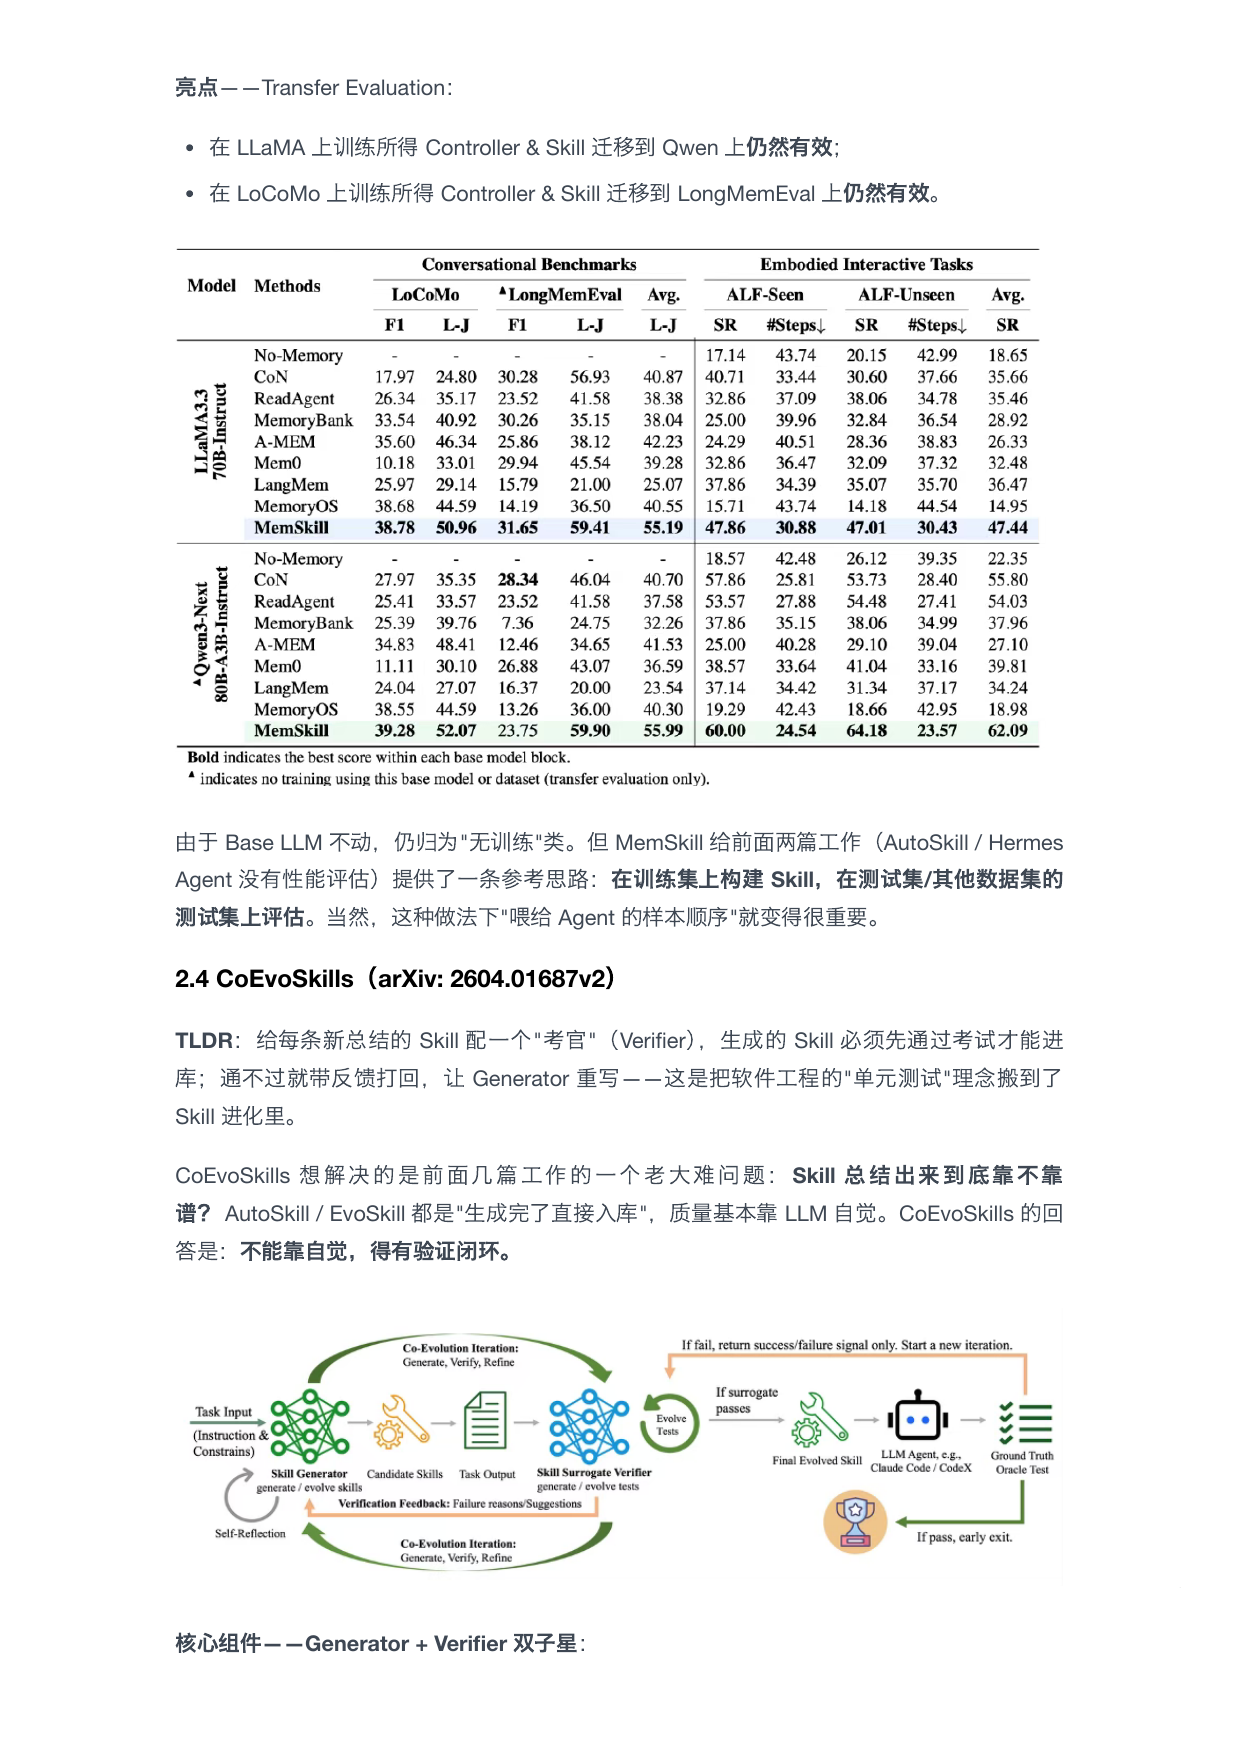 亮点——Transfer Evaluation：
• 在 LLaMA 上训练所得 Controller & Skill 迁移到 Qwen 上仍然有效；
• 在 LoCoMo 上训练所得 Controller & Skill 迁移到 LongMemEval 上仍然有效。
Conversational Benchmarks Embodied Interactive Tasks
Model Methods
LoCoMo ▲LongMemEval Avg. ALF-Seen ALF-Unseen Avg.
F1 L-J F1 L-J L-J SR #Steps↓ SR #Steps↓ SR
LLaMA3.3
70B-Instruct
No-Memory - - - - - 17.14 43.74 20.15 42.99 18.65
CoN 17.97 24.80 30.28 56.93 40.87 40.71 33.44 30.60 37.66 35.66
ReadAgent 26.34 35.17 23.52 41.58 38.38 32.86 37.09 38.06 34.78 35.46
MemoryBank 33.54 40.92 30.26 35.15 38.04 25.00 39.96 32.84 36.54 28.92
A-MEM 35.60 46.34 25.86 38.12 42.23 24.29 40.51 28.36 38.83 26.33
Mem0 10.18 33.01 29.94 45.54 39.28 32.86 36.47 32.09 37.32 32.48
LangMem 25.97 29.14 15.79 21.00 25.07 37.86 34.39 35.07 35.70 36.47
MemoryOS 38.68 44.59 14.19 36.50 40.55 15.71 43.74 14.18 44.54 14.95
MemSkill 38.78 50.96 31.65 59.41 55.19 47.86 30.88 47.01 30.43 47.44
▲Qwen3-Next
80B-A3B-Instruct
No-Memory - - - - - 18.57 42.48 26.12 39.35 22.35
CoN 27.97 35.35 28.34 46.04 40.70 57.86 25.81 53.73 28.40 55.80
ReadAgent 25.41 33.57 23.52 41.58 37.58 53.57 27.88 54.48 27.41 54.03
MemoryBank 25.39 39.76 7.36 24.75 32.26 37.86 35.15 38.06 34.99 37.96
A-MEM 34.83 48.41 12.46 34.65 41.53 25.00 40.28 29.10 39.04 27.10
Mem0 11.11 30.10 26.88 43.07 36.59 38.57 33.64 41.04 33.16 39.81
LangMem 24.04 27.07 16.37 20.00 23.54 37.14 34.42 31.34 37.17 34.24
MemoryOS 38.55 44.59 13.26 36.00 40.30 19.29 42.43 18.66 42.95 18.98
MemSkill 39.28 52.07 23.75 59.90 55.99 60.00 24.54 64.18 23.57 62.09
Bold indicates the best score within each base model block.
▲ indicates no training using this base model or dataset (transfer evaluation only).
由于 Base LLM 不动，仍归为"无训练"类。但 MemSkill 给前面两篇工作（AutoSkill / Hermes
Agent 没有性能评估）提供了一条参考思路：在训练集上构建 Skill，在测试集/其他数据集的
测试集上评估。当然，这种做法下"喂给 Agent 的样本顺序"就变得很重要。
2.4 CoEvoSkills（arXiv: 2604.01687v2）
TLDR：给每条新总结的 Skill 配一个"考官"（Verifier），生成的 Skill 必须先通过考试才能进
库；通不过就带反馈打回，让 Generator 重写——这是把软件工程的"单元测试"理念搬到了
Skill 进化里。
CoEvoSkills 想解决的是前面几篇工作的一个老大难问题：Skill 总结出来到底靠不靠
谱？AutoSkill / EvoSkill 都是"生成完了直接入库"，质量基本靠 LLM 自觉。CoEvoSkills 的回
答是：不能靠自觉，得有验证闭环。
Co-Evolution Iteration:
Generate, Verify, Refine
If fail, return success/failure signal only. Start a new iteration.
Task Input
(Instruction &
Constrains)
Skill Generator
generate / evolve skills
Candidate Skills
Task Output
Skill Surrogate Verifier
generate / evolve tests
Evolve
Tests
If surrogate
passes
Final Evolved Skill
LLM Agent, e.g.,
Claude Code / CodeX
Ground Truth
Oracle Test
Verification Feedback: Failure reasons/Suggestions
Self-Reflection
Co-Evolution Iteration:
Generate, Verify, Refine
If pass, early exit.
核心组件——Generator + Verifier 双子星：